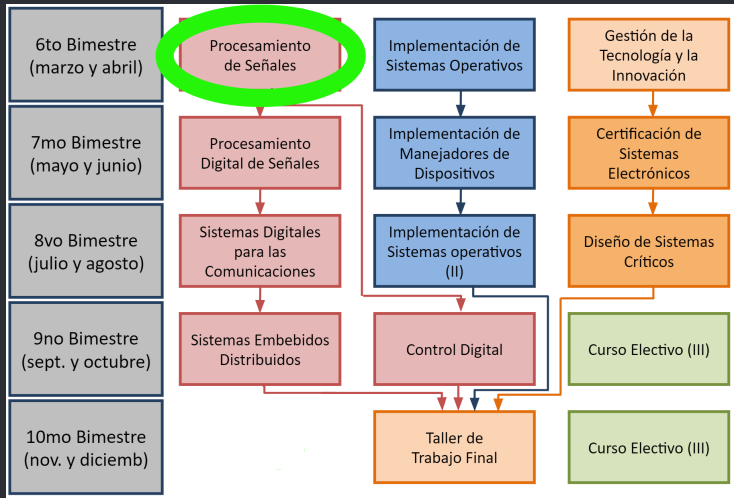 6to Bimestre
(marzo y abril)
Procesamiento
de Señales
Implementación de
Sistemas Operativos
Gestión de la
Tecnología y la
Innovación
7mo Bimestre
(mayo y junio)
Procesamiento
Digital de Señales
Implementación de
Manejadores de
Dispositivos
Certificación de
Sistemas
Electrónicos
8vo Bimestre
(julio y agosto)
Sistemas Digitales
para las
Comunicaciones
Implementación de
Sistemas operativos
(II)
Diseño de Sistemas
Críticos
9no Bimestre
(sept. y octubre)
Sistemas Embebidos
Distribuidos
Control Digital
Curso Electivo (III)
10mo Bimestre
(nov. y diciemb)
Taller de
Trabajo Final
Curso Electivo (III)